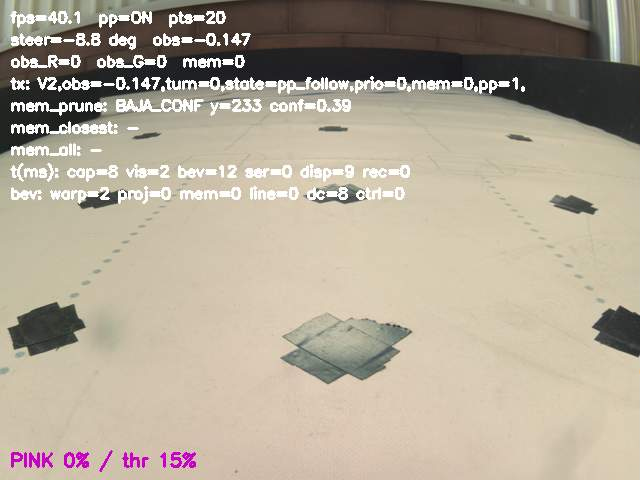 fps=40.1 pp=ON pts=20
steer=-8.8 deg obs=-0.147
obs_R=0 obs_G=0 mem=0
tx: V2,obs=-0.147,turn=0,state=pp_follow,prio=0,mem=0,pp=1,
mem_prune: BAJA_CONF y=233 conf=0.39
mem_closest: -
mem_all: -
t(ms): cap=8 vis=2 bev=12 ser=0 disp=9 rec=0
bev: warp=2 proj=0 mem=0 line=0 dc=8 ctrl=0
PINK 0% / thr 15%